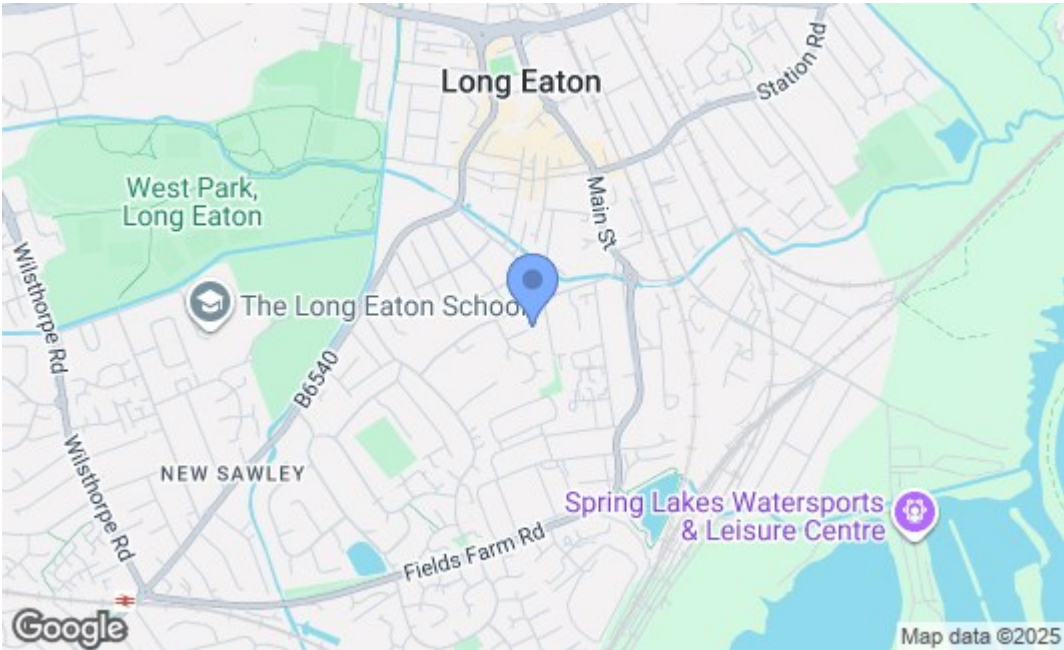 Long Eaton
Station Rd
West Park,
Long Eaton
Main St
Wilsthorpe Rd
The Long Eaton School
B6540
Wilsthorpe Rd
NEW SAWLEY
Spring Lakes Watersports
& Leisure Centre
Fields Farm Rd
Google
Map data ©2025